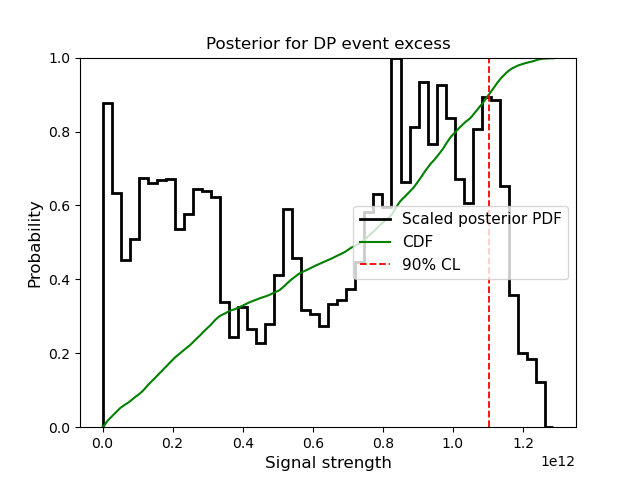 Posterior for DP event excess
Probability
1.0
0.8
0.6
0.4
0.2
0.0
Scaled posterior PDF
CDF
90% CL
0.0 0.2 0.4 0.6 0.8 1.0 1.2
1e12
Signal strength